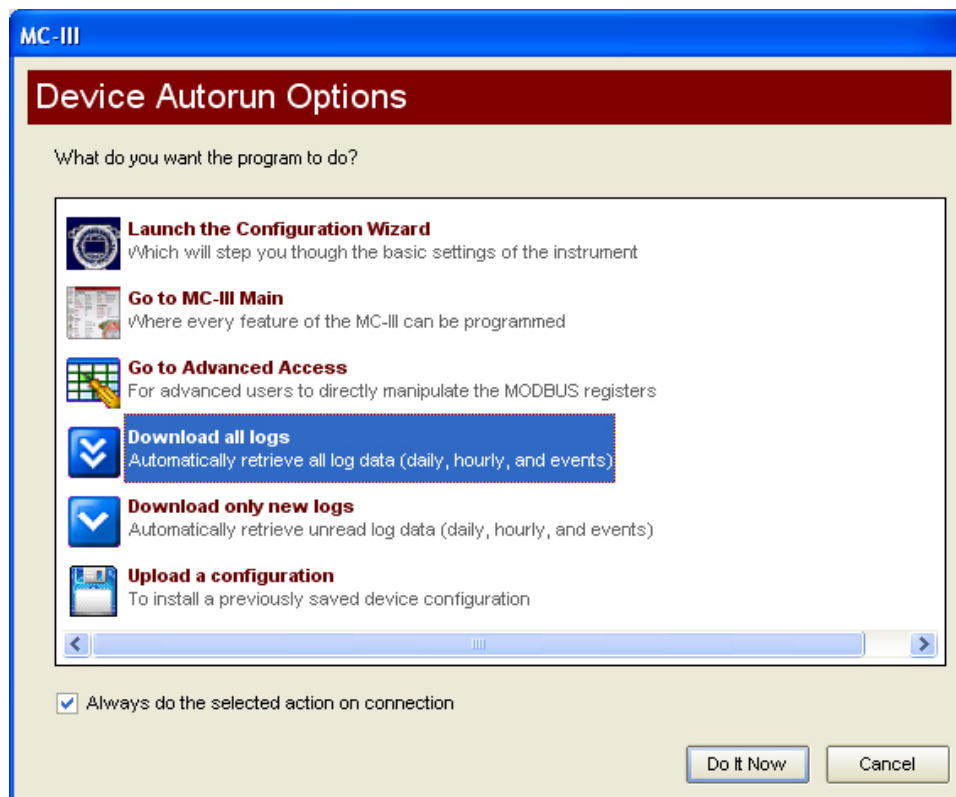 MC-III
Device Autorun Options
What do you want the program to do?
Launch the Configuration Wizard
Which will step you though the basic settings of the instrument
Go to MC-III Main
Where every feature of the MC-III can be programmed
Go to Advanced Access
For advanced users to directly manipulate the MODBUS registers
Download all logs
Automatically retrieve all log data (daily, hourly, and events)
Download only new logs
Automatically retrieve unread log data (daily, hourly, and events)
Upload a configuration
To install a previously saved device configuration
Always do the selected action on connection
Do It Now
Cancel